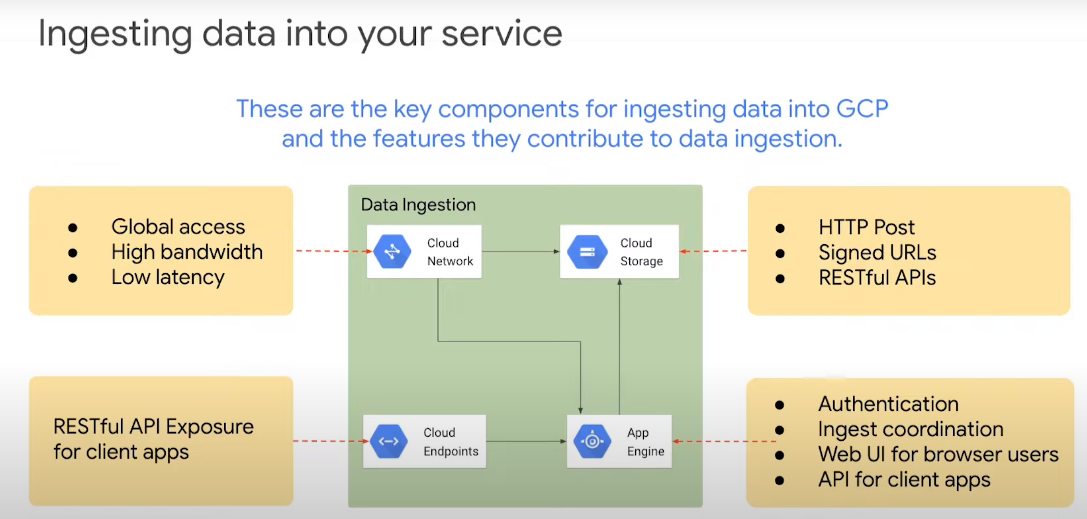 Ingesting data into your service
These are the key components for ingesting data into GCP
and the features they contribute to data ingestion.
● Global access
● High bandwidth
● Low latency
Data Ingestion
Cloud
Network
Cloud
Storage
● HTTP Post
● Signed URLs
● RESTful APIs
RESTful API Exposure
for client apps
Cloud
Endpoints
App
Engine
● Authentication
● Ingest coordination
● Web UI for browser users
● API for client apps